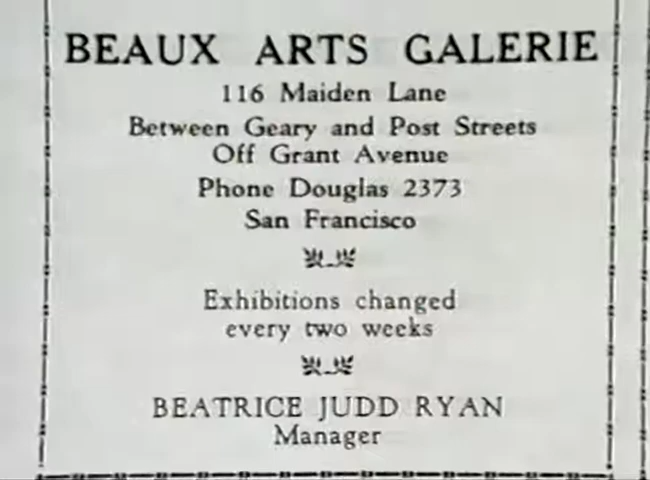 BEAUX ARTS GALERIE
116 Maiden Lane
Between Geary and Post Streets
Off Grant Avenue
Phone Douglas 2373
San Francisco
Exhibitions changed
every two weeks
BEATRICE JUDD RYAN
Manager